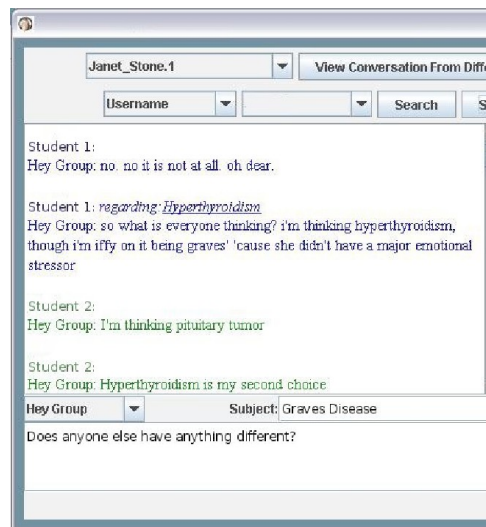 Janet_Stone.1
View Conversation From Diff
Username
Search
S
Student 1:
Hey Group: no. no it is not at all. oh dear.
Student 1: regarding:Hyperthyroidism
Hey Group: so what is everyone thinking? i'm thinking hyperthyroidism,
though i'm iffy on it being graves' 'cause she didn't have a major emotional
stressor
Student 2:
Hey Group: I'm thinking pituitary tumor
Student 2:
Hey Group: Hyperthyroidism is my second choice
Hey Group
Subject: Graves Disease
Does anyone else have anything different?